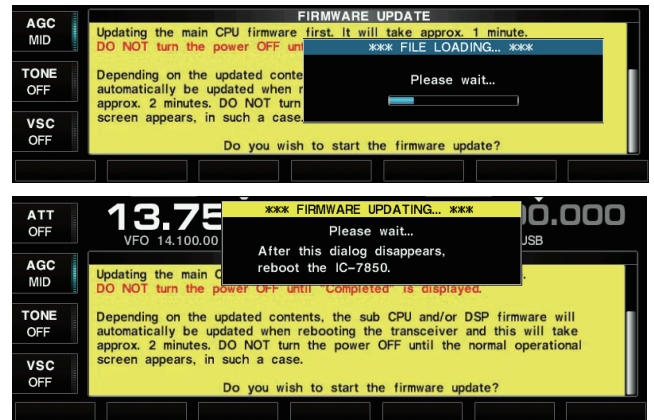 FIRMWARE UPDATE
AGC
MID
Updating the main CPU firmware first. It will take approx. 1 minute.
DO NOT turn the power OFF unt
*** FILE LOADING... ***
Please wait...
TONE
OFF
Depending on the updated conte
automatically be updated when r
approx. 2 minutes. DO NOT turn
screen appears, in such a case.
VSC
OFF
Do you wish to start the firmware update?
ATT
OFF
13.75
VFO 14.100.00
*** FIRMWARE UPDATING... ***
Please wait...
After this dialog disappears,
reboot the IC-7850.
00.000
USB
AGC
MID
Updating the main C
DO NOT turn the power OFF until "Completed" is displayed.
TONE
OFF
Depending on the updated contents, the sub CPU and/or DSP firmware will
automatically be updated when rebooting the transceiver and this will take
approx. 2 minutes. DO NOT turn the power OFF until the normal operational
screen appears, in such a case.
VSC
OFF
Do you wish to start the firmware update?